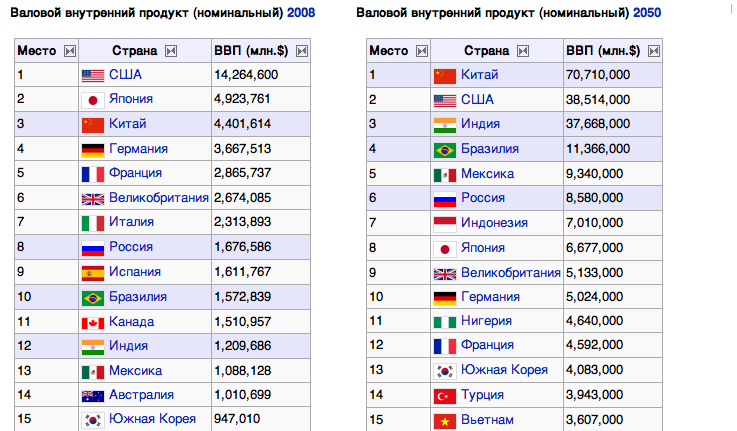 Валовой внутренний продукт (номинальный) 2008
Место Страна ВВП (млн.$)
1 США 14,264,600
2 Япония 4,923,761
3 Китай 4,401,614
4 Германия 3,667,513
5 Франция 2,865,737
6 Великобритания 2,674,085
7 Италия 2,313,893
8 Россия 1,676,586
9 Испания 1,611,767
10 Бразилия 1,572,839
11 Канада 1,510,957
12 Индия 1,209,686
13 Мексика 1,088,128
14 Австралия 1,010,699
15 Южная Корея 947,010
Валовой внутренний продукт (номинальный) 2050
Место Страна ВВП (млн.$)
1 Китай 70,710,000
2 США 38,514,000
3 Индия 37,668,000
4 Бразилия 11,366,000
5 Мексика 9,340,000
6 Россия 8,580,000
7 Индонезия 7,010,000
8 Япония 6,677,000
9 Великобритания 5,133,000
10 Германия 5,024,000
11 Нигерия 4,640,000
12 Франция 4,592,000
13 Южная Корея 4,083,000
14 Турция 3,943,000
15 Вьетнам 3,607,000